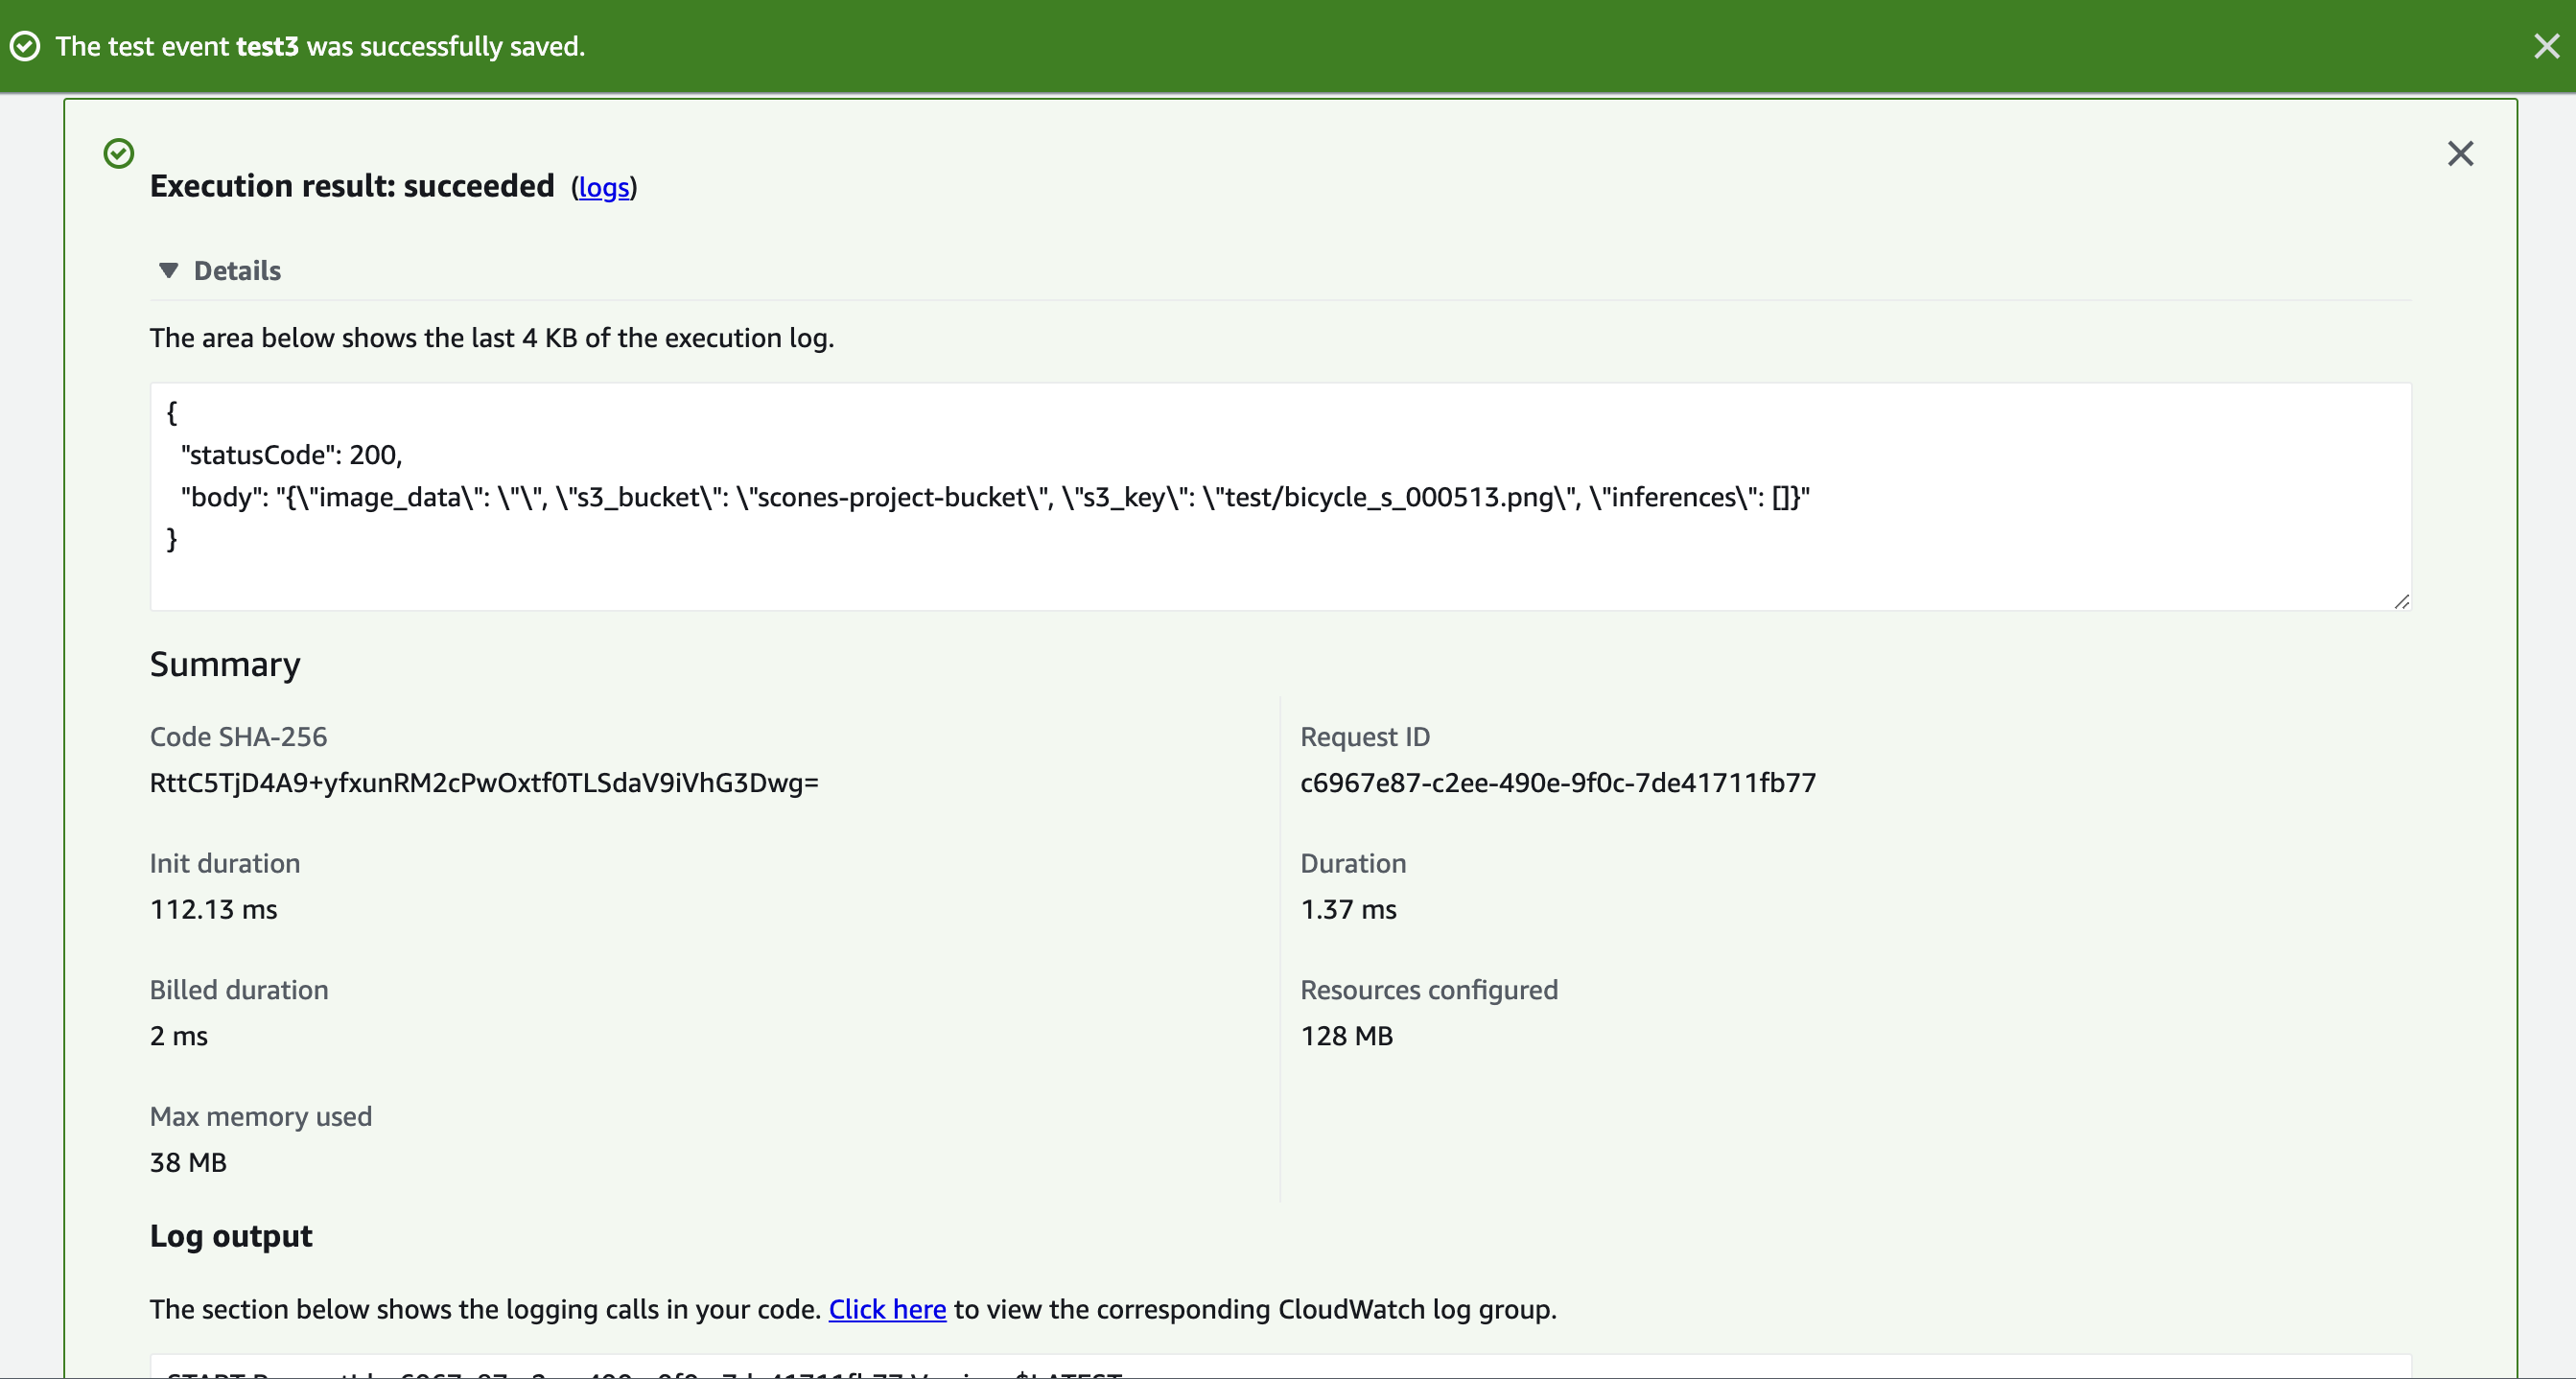 The test event test3 was successfully saved.
Execution result: succeeded (logs)
Details
The area below shows the last 4 KB of the execution log.
{
"statusCode": 200,
"body": "{\"image_data\": \"\", \"s3_bucket\": \"scones-project-bucket\", \"s3_key\": \"test/bicycle_s_000513.png\", \"inferences\": []}"
}
Summary
Code SHA-256
RttC5TjD4A9+yfxunRM2cPwOxtf0TLSdaV9iVhG3Dwg=
Request ID
c6967e87-c2ee-490e-9f0c-7de41711fb77
Init duration
112.13 ms
Duration
1.37 ms
Billed duration
2 ms
Resources configured
128 MB
Max memory used
38 MB
Log output
The section below shows the logging calls in your code. Click here to view the corresponding CloudWatch log group.